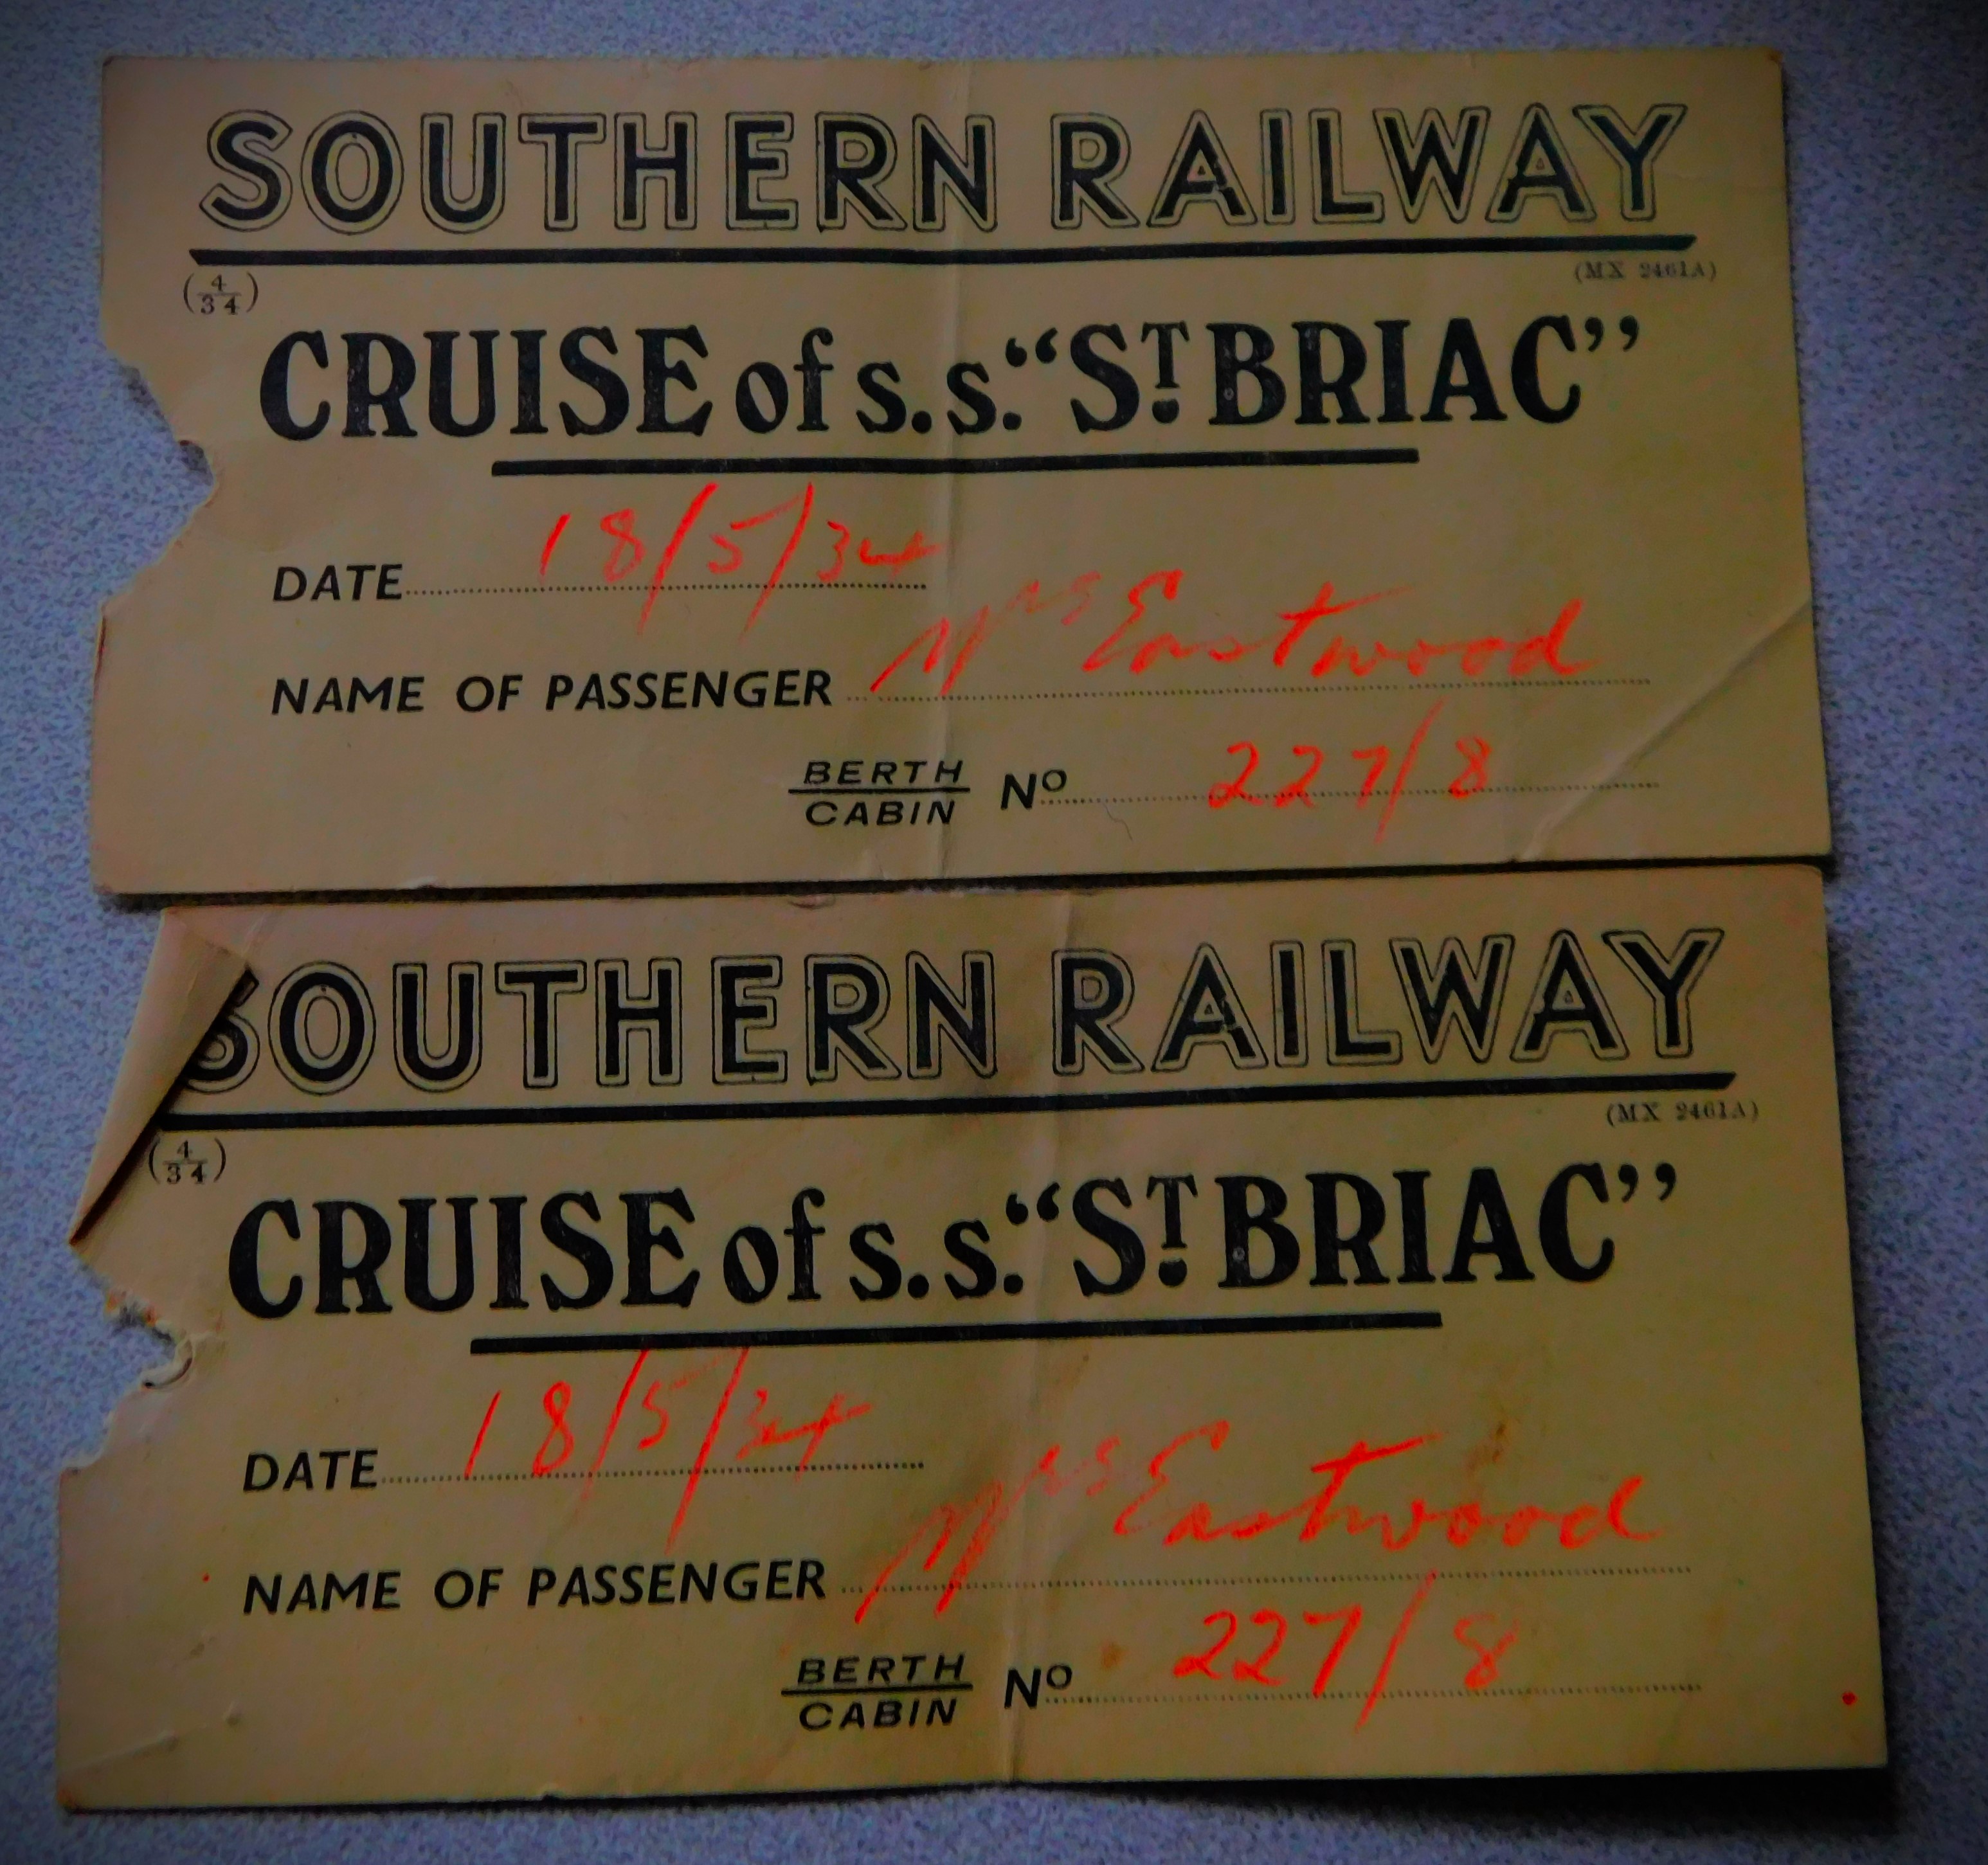 SOUTHERN RAILWAY
(4/34) (MX 2461A)
CRUISE of s.s. “ST. BRIAC”
DATE 18/5/34
NAME OF PASSENGER Mrs Eastwood
BERTH
CABIN No 227/8
SOUTHERN RAILWAY
(4/34) (MX 2461A)
CRUISE of s.s. “ST. BRIAC”
DATE 18/5/34
NAME OF PASSENGER Mrs Eastwood
BERTH
CABIN No 227/8